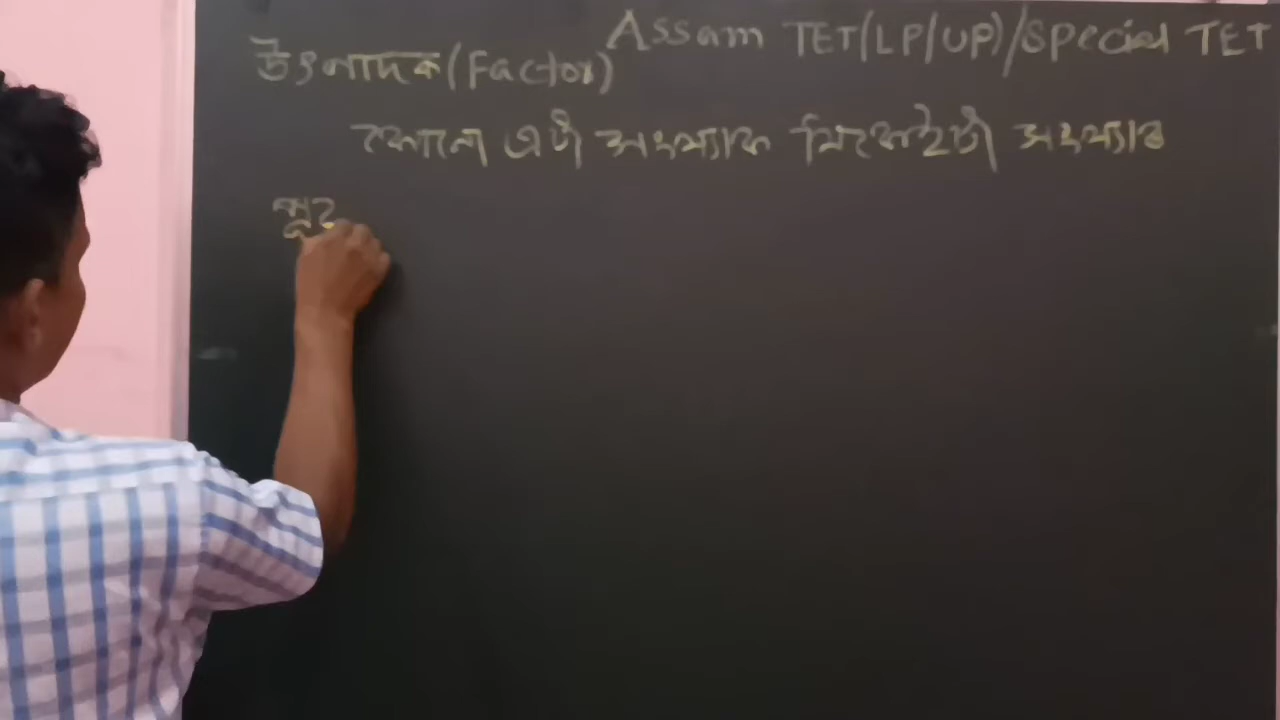 Assam TET(LP/UP)/Special TET
উৎপাদক(Factor)
কোনো এটা সংখ্যাক যিকেইটা সংখ্যাৰ